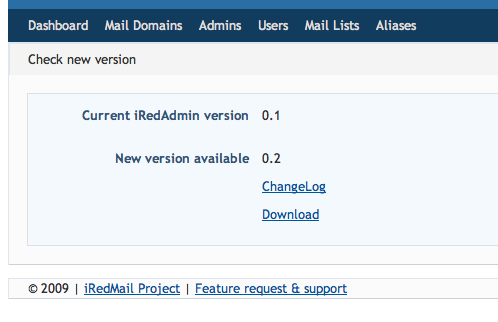 Dashboard Mail Domains Admins Users Mail Lists Aliases
Check new version
Current iRedAdmin version 0.1
New version available 0.2
ChangeLog
Download
© 2009 | iRedMail Project | Feature request & support